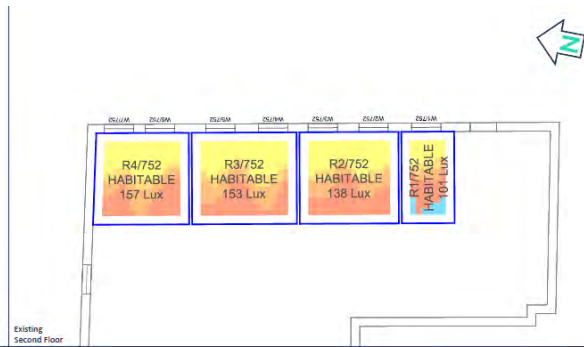 N
W7/752 W6/752 W5/752 W4/752 W3/752 W2/752 W1/752
R4/752
HABITABLE
157 Lux
R3/752
HABITABLE
153 Lux
R2/752
HABITABLE
138 Lux
R1/752
HABITABLE
101 Lux
Existing
Second Floor